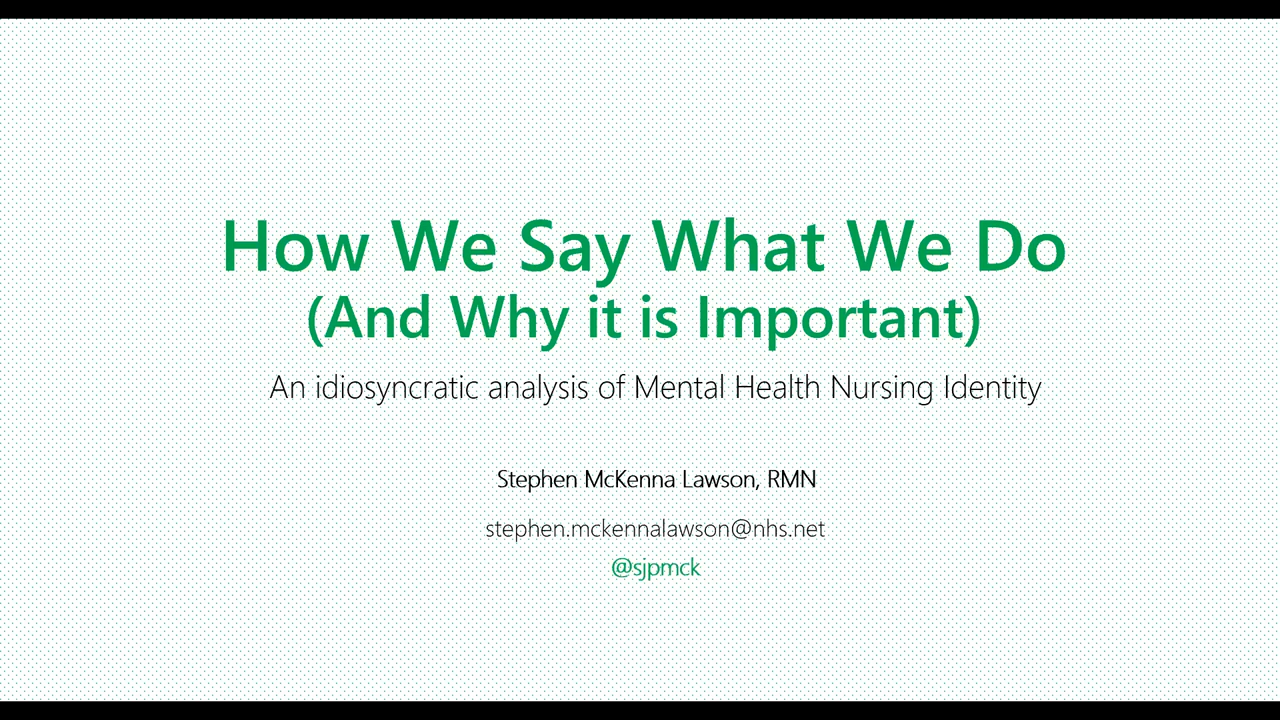 How We Say What We Do
(And Why it is Important)
An idiosyncratic analysis of Mental Health Nursing Identity
Stephen McKenna Lawson, RMN
stephen.mckennalawson@nhs.net
@sjpmck